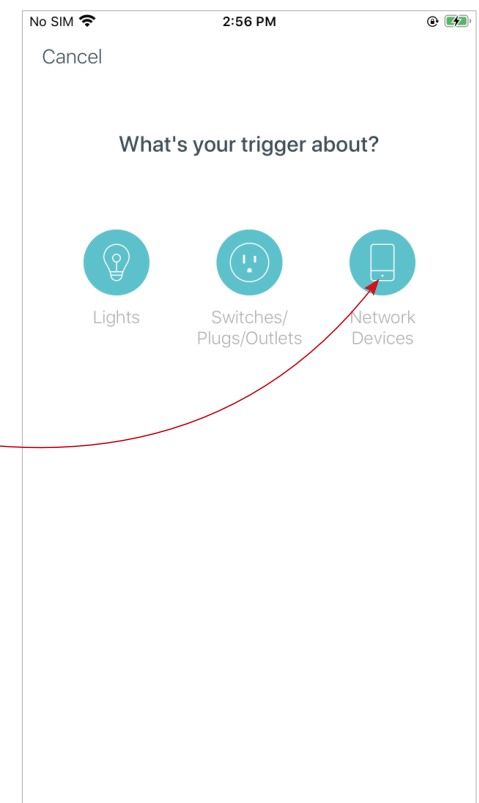 No SIM 2:56 PM
Cancel
What's your trigger about?
Lights
Switches/
Plugs/Outlets
Network
Devices